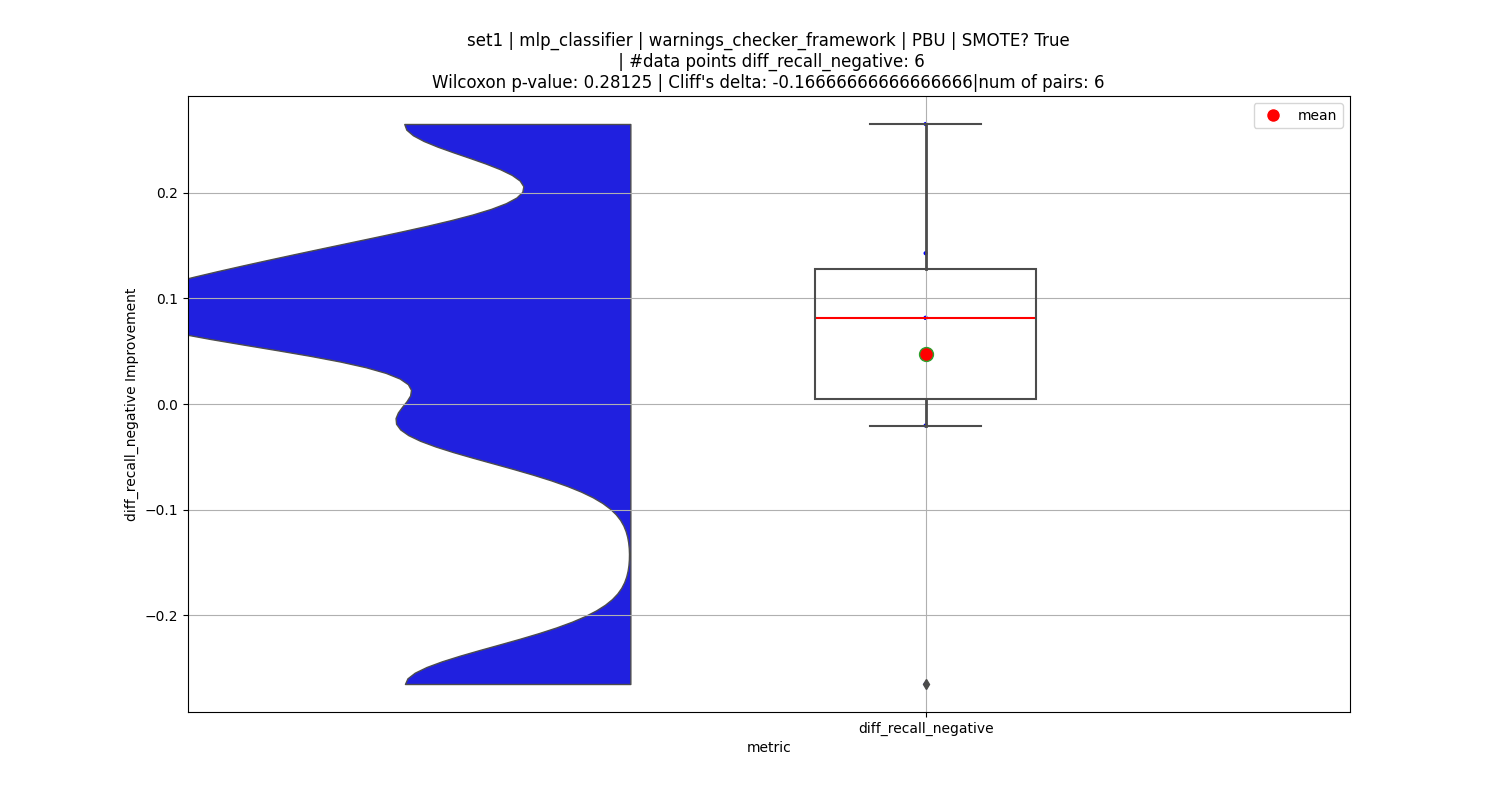 set1 | mlp_classifier | warnings_checker_framework | PBU | SMOTE? True
| #data points diff_recall_negative: 6
Wilcoxon p-value: 0.28125 | Cliff's delta: -0.16666666666666666|num of pairs: 6
mean
0.2
0.1
0.0
−0.1
−0.2
diff_recall_negative Improvement
diff_recall_negative
metric